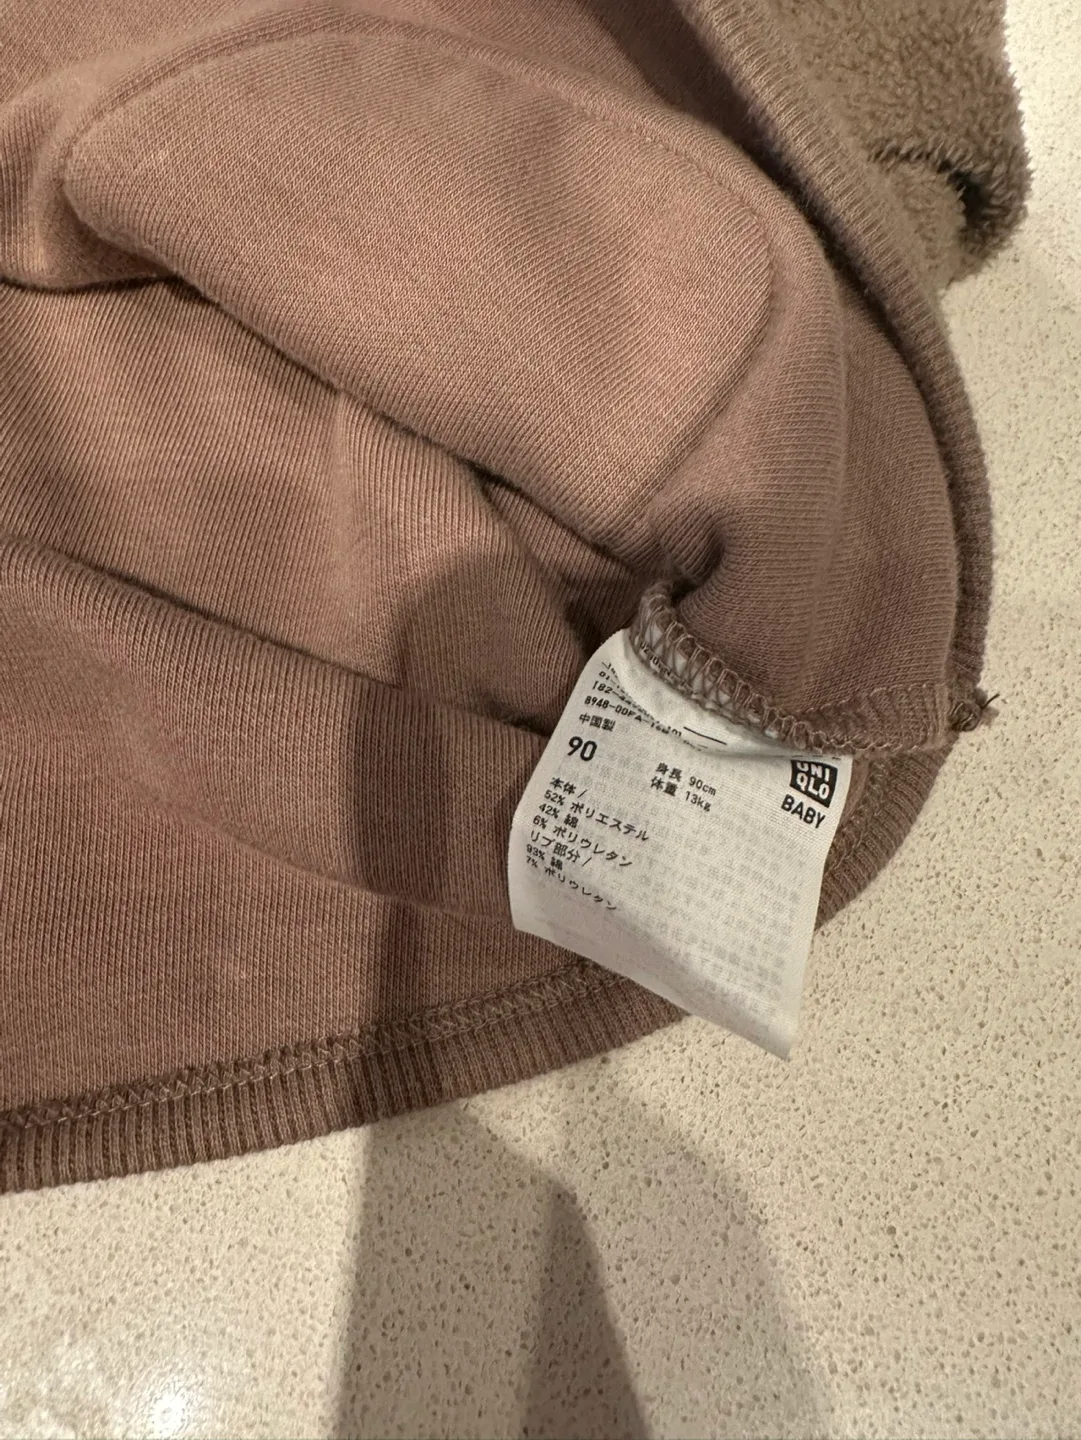 中国製
90
身長 90cm
体重 13kg
UNI
QLO
BABY
本体 /
52% ポリエステル
42% 綿
6% ポリウレタン
リブ部分 /
93% 綿
7% ポリウレタン